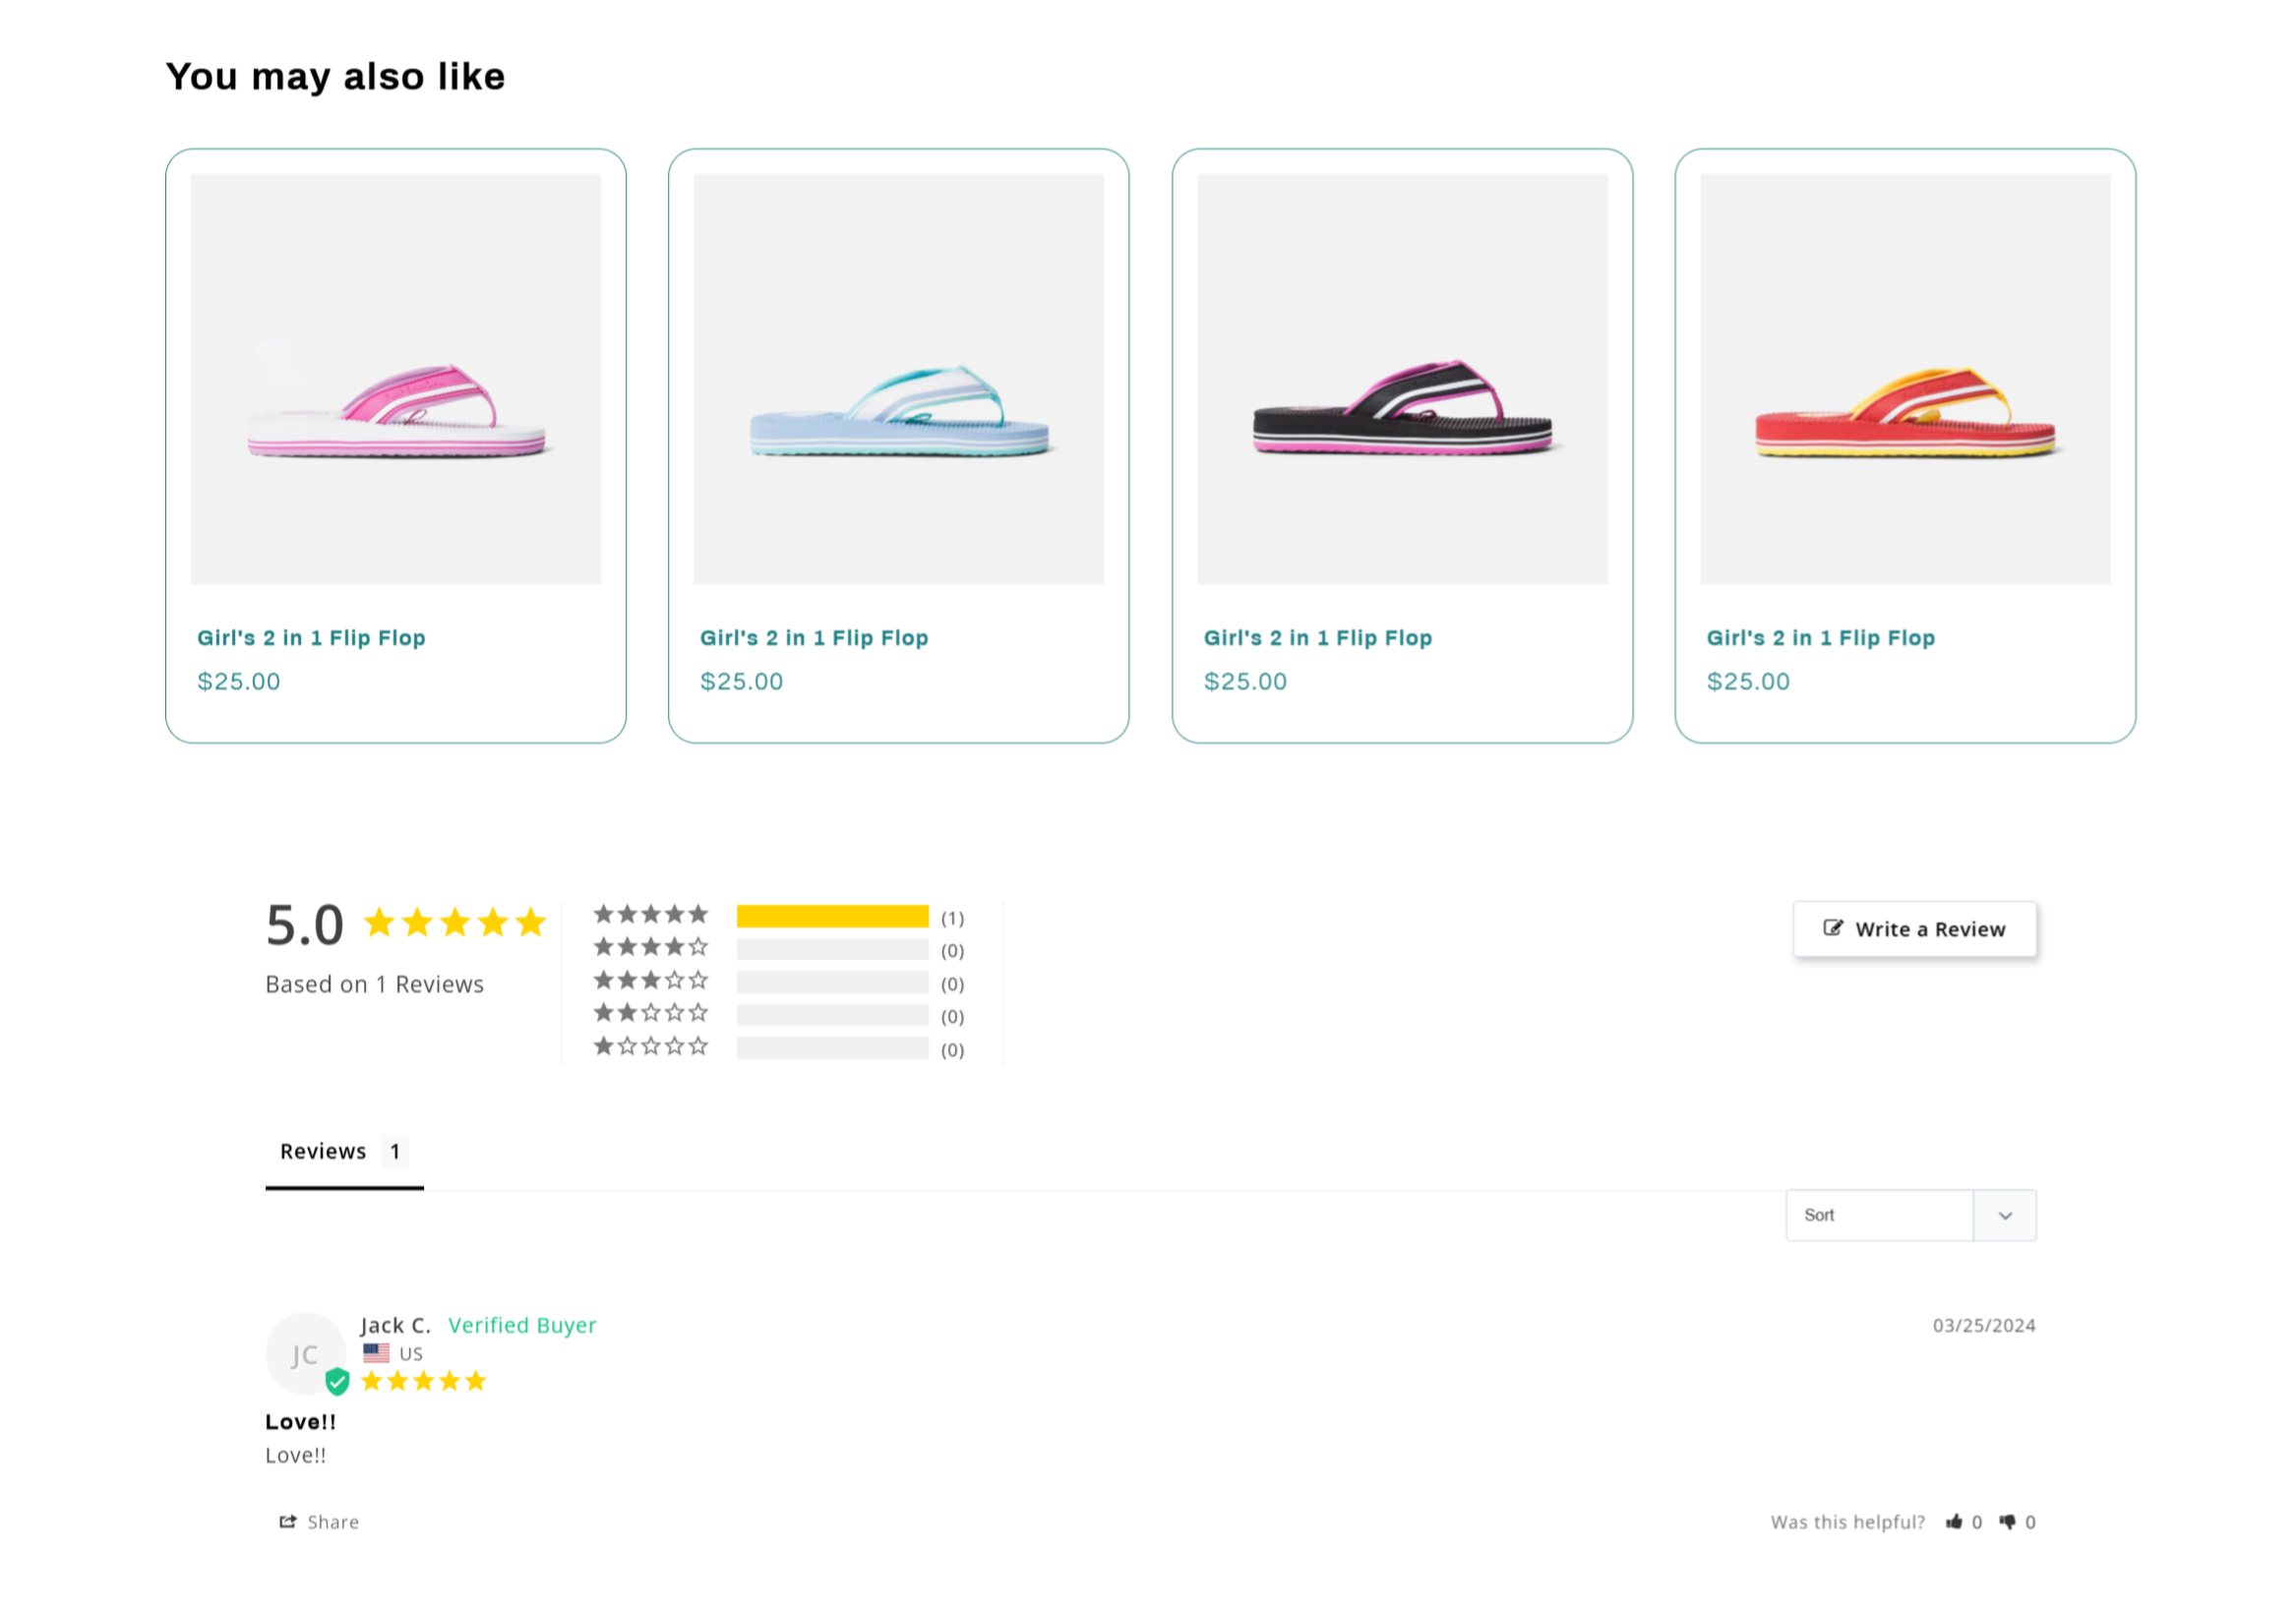 You may also like
Girl's 2 in 1 Flip Flop
$25.00
Girl's 2 in 1 Flip Flop
$25.00
Girl's 2 in 1 Flip Flop
$25.00
Girl's 2 in 1 Flip Flop
$25.00
5.0
Based on 1 Reviews
(1)
(0)
(0)
(0)
(0)
Write a Review
Reviews 1
Sort
JC
Jack C. Verified Buyer
03/25/2024
US
Love!!
Love!!
Share
Was this helpful? 0 0